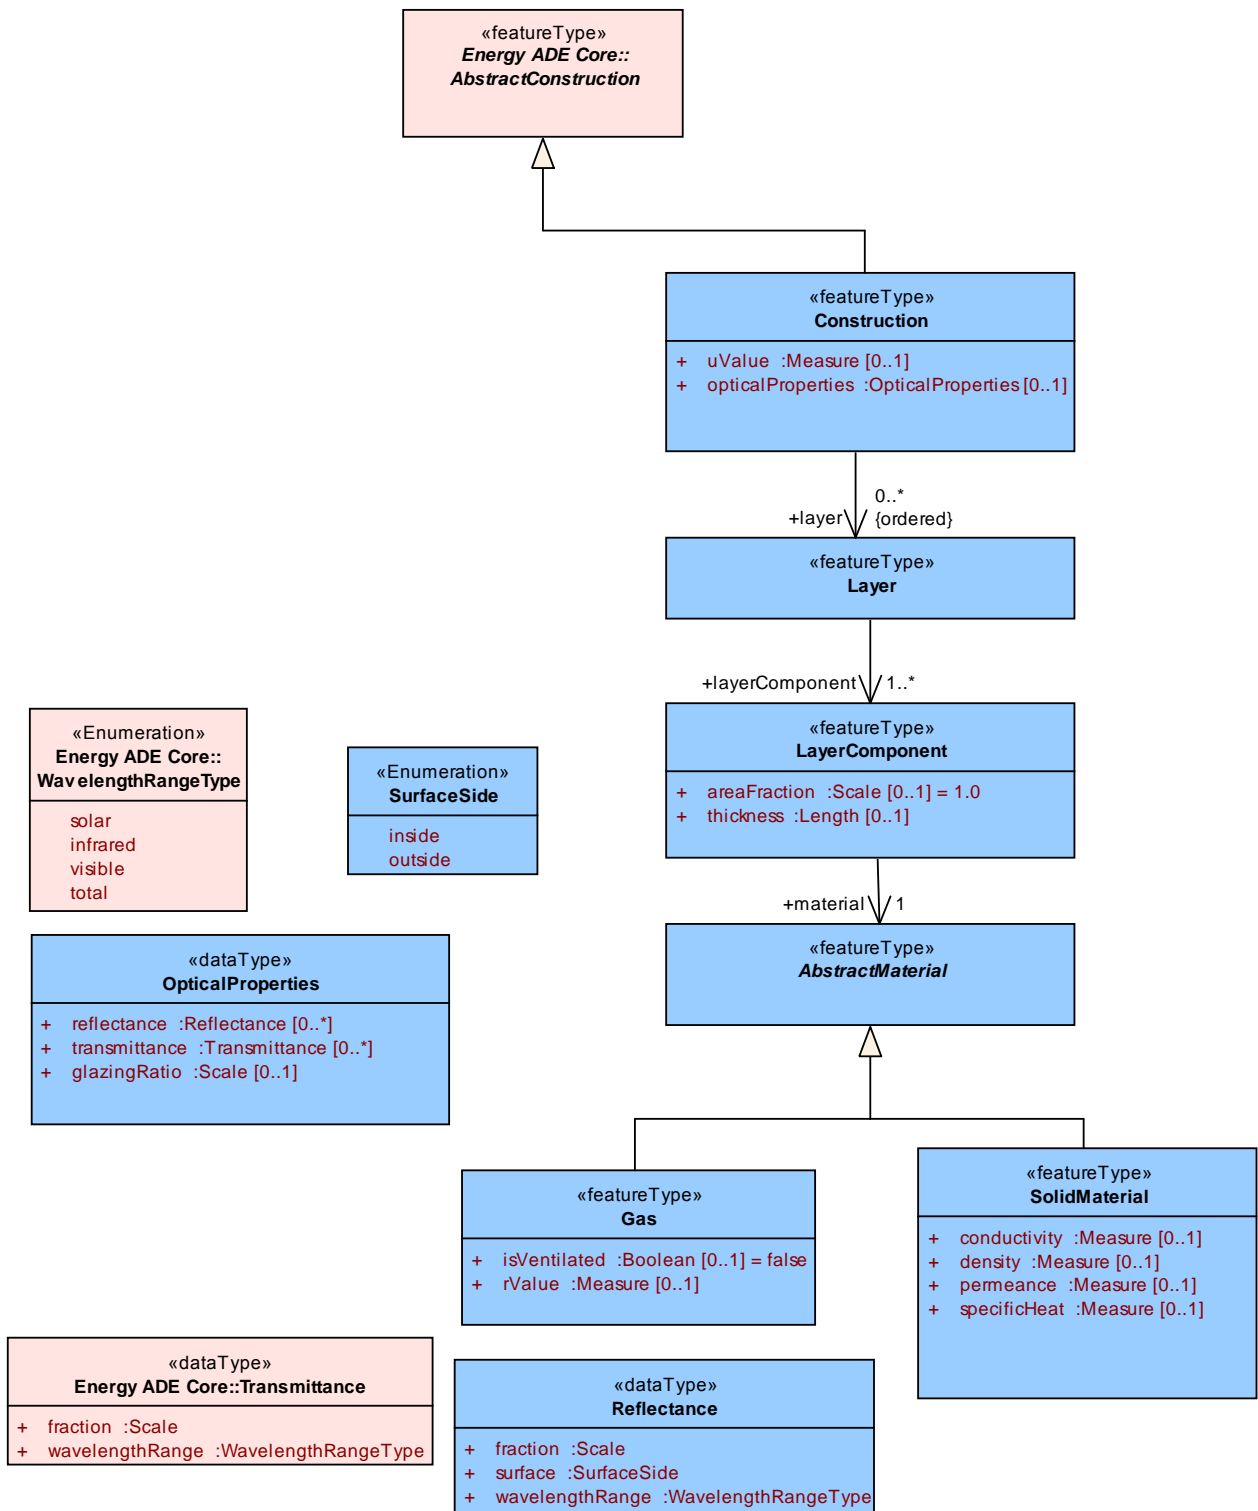 «featureType»
Energy ADE Core::
AbstractConstruction
«featureType»
Construction
+ uValue :Measure [0..1]
+ opticalProperties :OpticalProperties [0..1]
0..*
+layer {ordered}
«featureType»
Layer
+layerComponent 1..*
«featureType»
LayerComponent
+ areaFraction :Scale [0..1] = 1.0
+ thickness :Length [0..1]
«Enumeration»
Energy ADE Core::
WavelengthRangeType
solar
infrared
visible
total
«Enumeration»
SurfaceSide
inside
outside
+material 1
«featureType»
AbstractMaterial
«dataType»
OpticalProperties
+ reflectance :Reflectance [0..*]
+ transmittance :Transmittance [0..*]
+ glazingRatio :Scale [0..1]
«featureType»
Gas
+ isVentilated :Boolean [0..1] = false
+ rValue :Measure [0..1]
«featureType»
SolidMaterial
+ conductivity :Measure [0..1]
+ density :Measure [0..1]
+ permeance :Measure [0..1]
+ specificHeat :Measure [0..1]
«dataType»
Energy ADE Core::Transmittance
+ fraction :Scale
+ wavelengthRange :WavelengthRangeType
«dataType»
Reflectance
+ fraction :Scale
+ surface :SurfaceSide
+ wavelengthRange :WavelengthRangeType